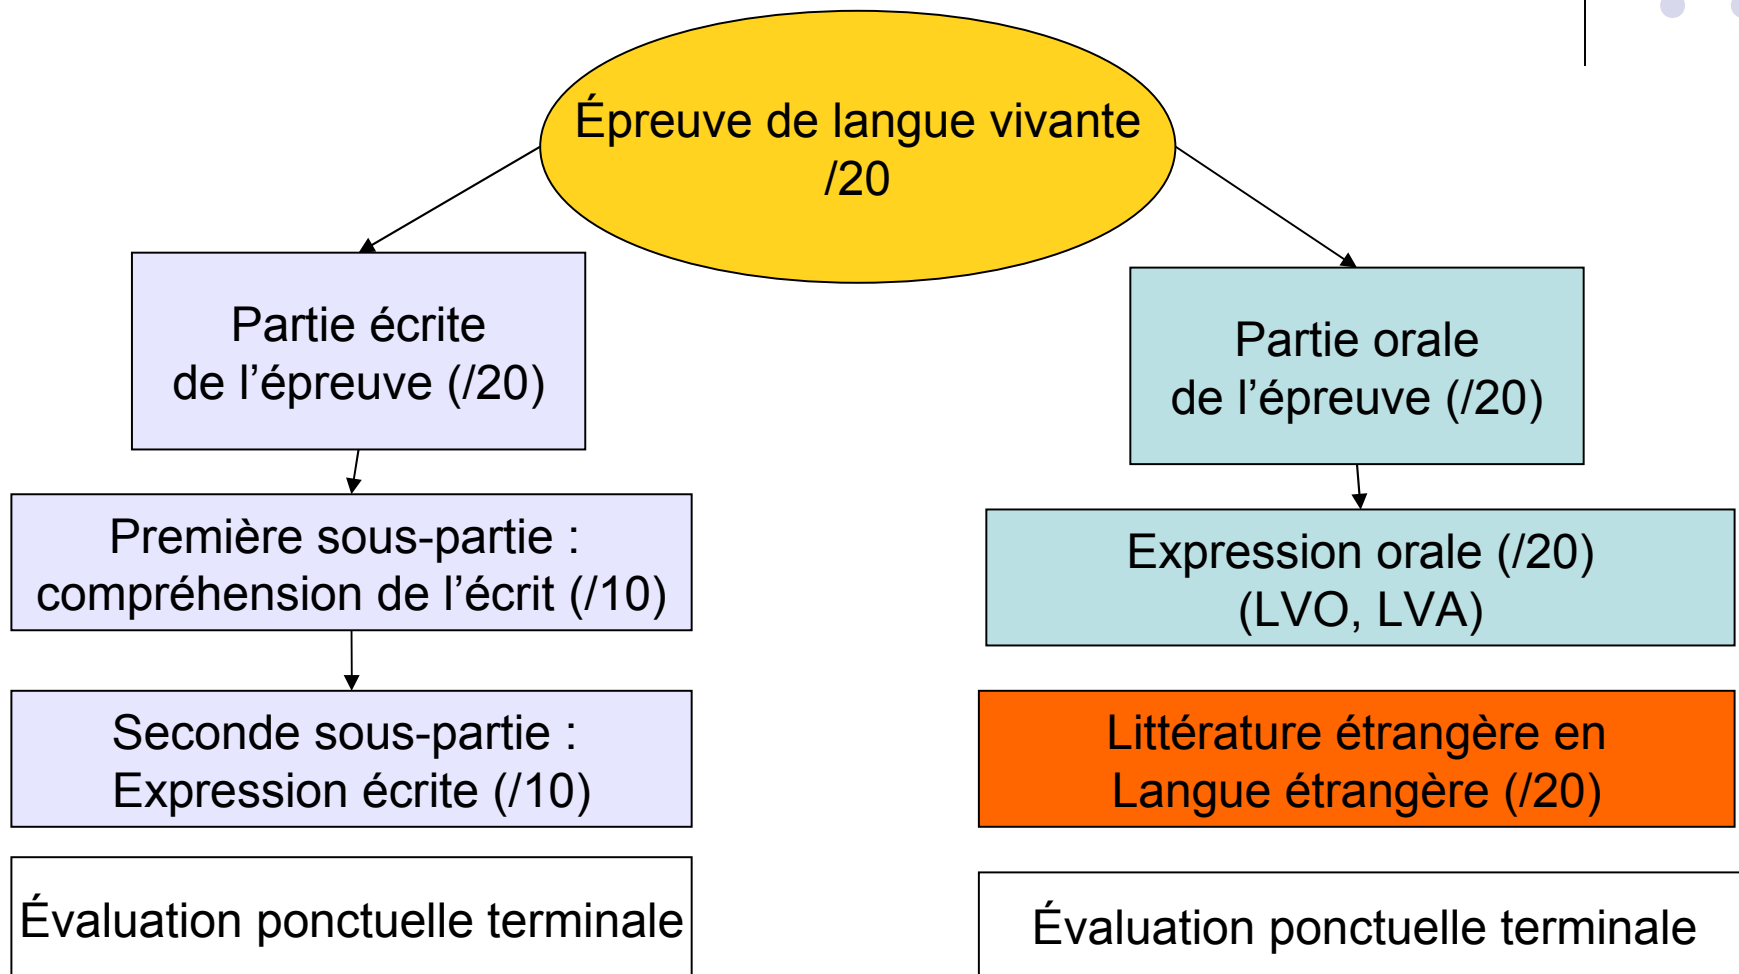 Épreuve de langue vivante
/20
Partie écrite
de l’épreuve (/20)
Première sous-partie :
compréhension de l’écrit (/10)
Seconde sous-partie :
Expression écrite (/10)
Évaluation ponctuelle terminale
Partie orale
de l’épreuve (/20)
Expression orale (/20)
(LVO, LVA)
Littérature étrangère en
Langue étrangère (/20)
Évaluation ponctuelle terminale